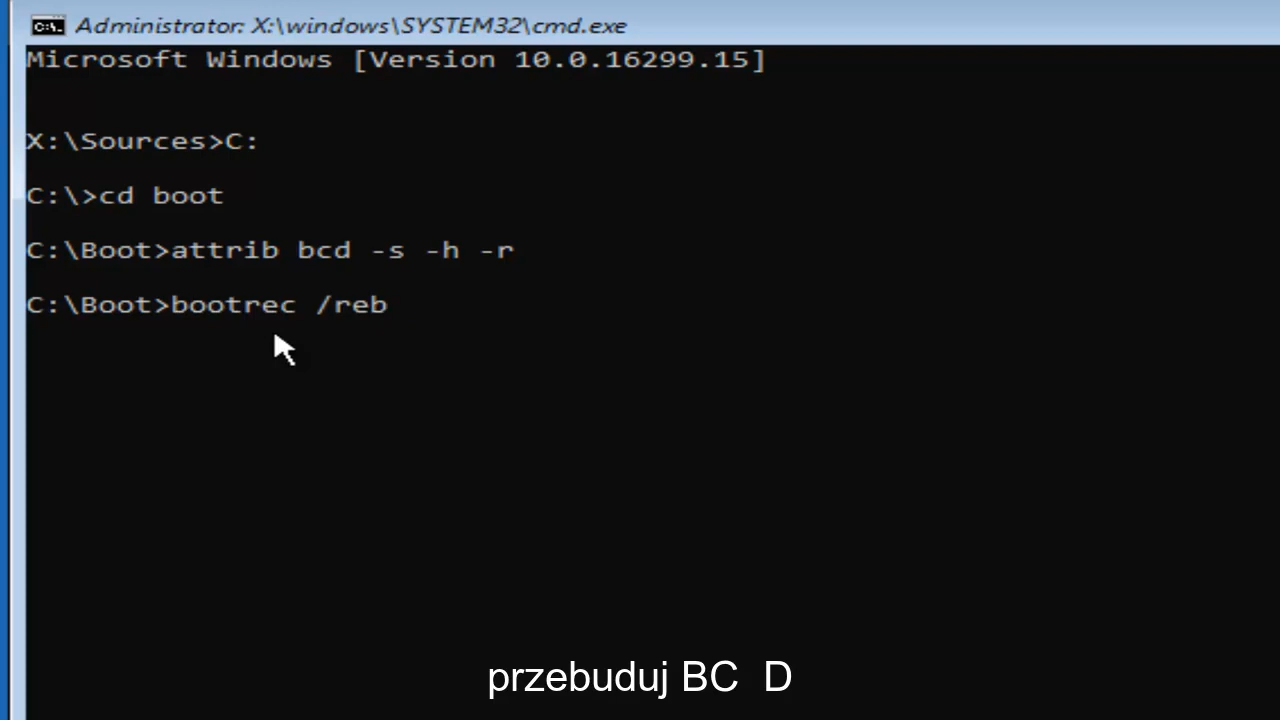 Administrator: X:\windows\SYSTEM32\cmd.exe
Microsoft Windows [Version 10.0.16299.15]
X:\Sources>C:
C:\>cd boot
C:\Boot>attrib bcd -s -h -r
C:\Boot>bootrec /reb
przebuduj BC  D